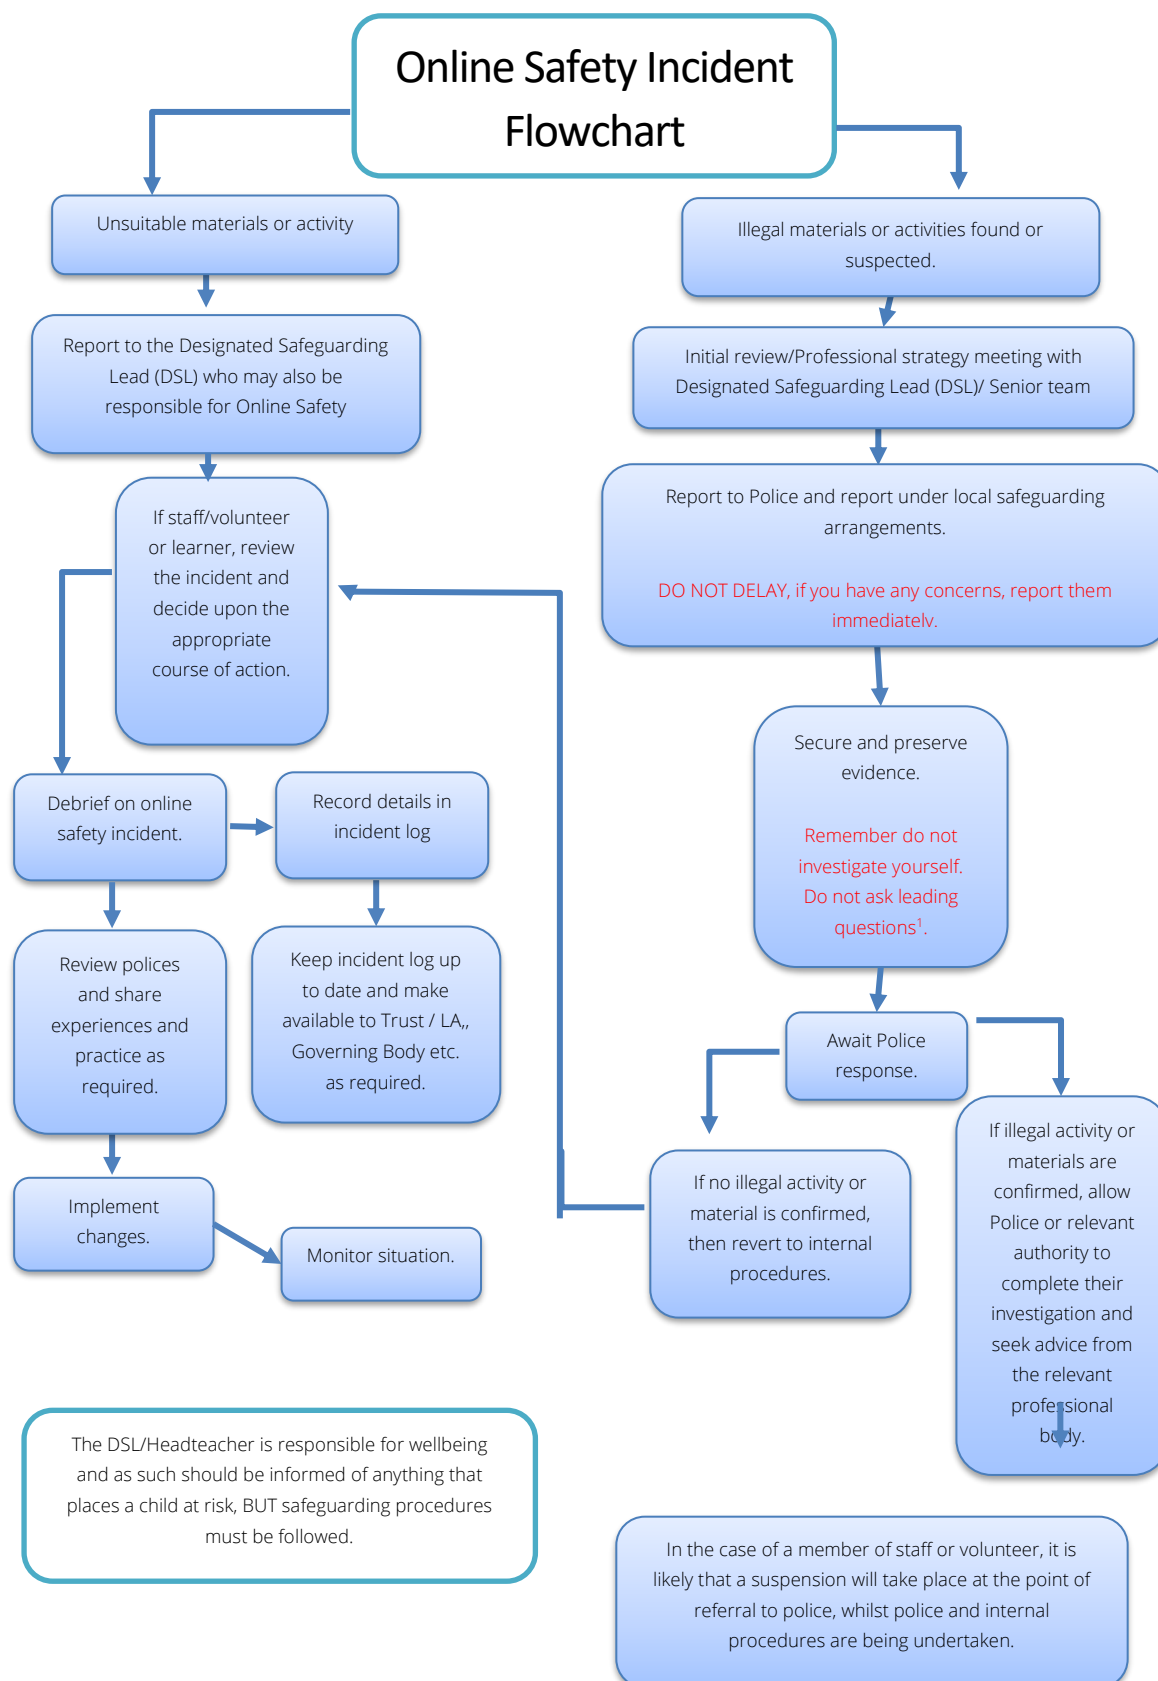 Online Safety Incident
Flowchart
Unsuitable materials or activity
Report to the Designated Safeguarding
Lead (DSL) who may also be
responsible for Online Safety
If staff/volunteer
or learner, review
the incident and
decide upon the
appropriate
course of action.
Debrief on online
safety incident.
Record details in
incident log
Review polices
and share
experiences and
practice as
required.
Keep incident log up
to date and make
available to Trust / LA,,
Governing Body etc.
as required.
Implement
changes.
Monitor situation.
Illegal materials or activities found or
suspected.
Initial review/Professional strategy meeting with
Designated Safeguarding Lead (DSL)/ Senior team
Report to Police and report under local safeguarding
arrangements.
DO NOT DELAY, if you have any concerns, report them
immediately.
Secure and preserve
evidence.
Remember do not
investigate yourself.
Do not ask leading
questions¹.
Await Police
response.
If no illegal activity or
material is confirmed,
then revert to internal
procedures.
If illegal activity or
materials are
confirmed, allow
Police or relevant
authority to
complete their
investigation and
seek advice from
the relevant
professional
body.
The DSL/Headteacher is responsible for wellbeing
and as such should be informed of anything that
places a child at risk, BUT safeguarding procedures
must be followed.
In the case of a member of staff or volunteer, it is
likely that a suspension will take place at the point of
referral to police, whilst police and internal
procedures are being undertaken.